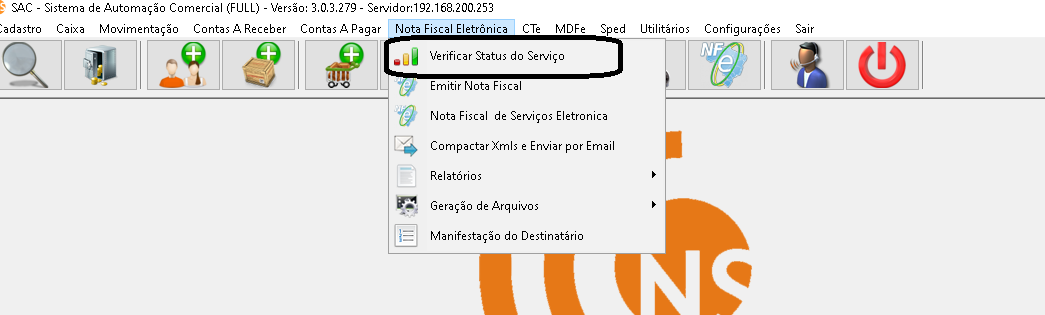 SAC - Sistema de Automação Comercial (FULL) - Versão: 3.0.3.279 - Servidor:192.168.200.253
Cadastro Caixa Movimentação Contas A Receber Contas A Pagar Nota Fiscal Eletrônica CTe MDFe Sped Utilitários Configurações Sair
NF
Verificar Status do Serviço
Emitir Nota Fiscal
Nota Fiscal de Serviços Eletronica
Compactar Xmls e Enviar por Email
Relatórios
Geração de Arquivos
Manifestação do Destinatário
NS